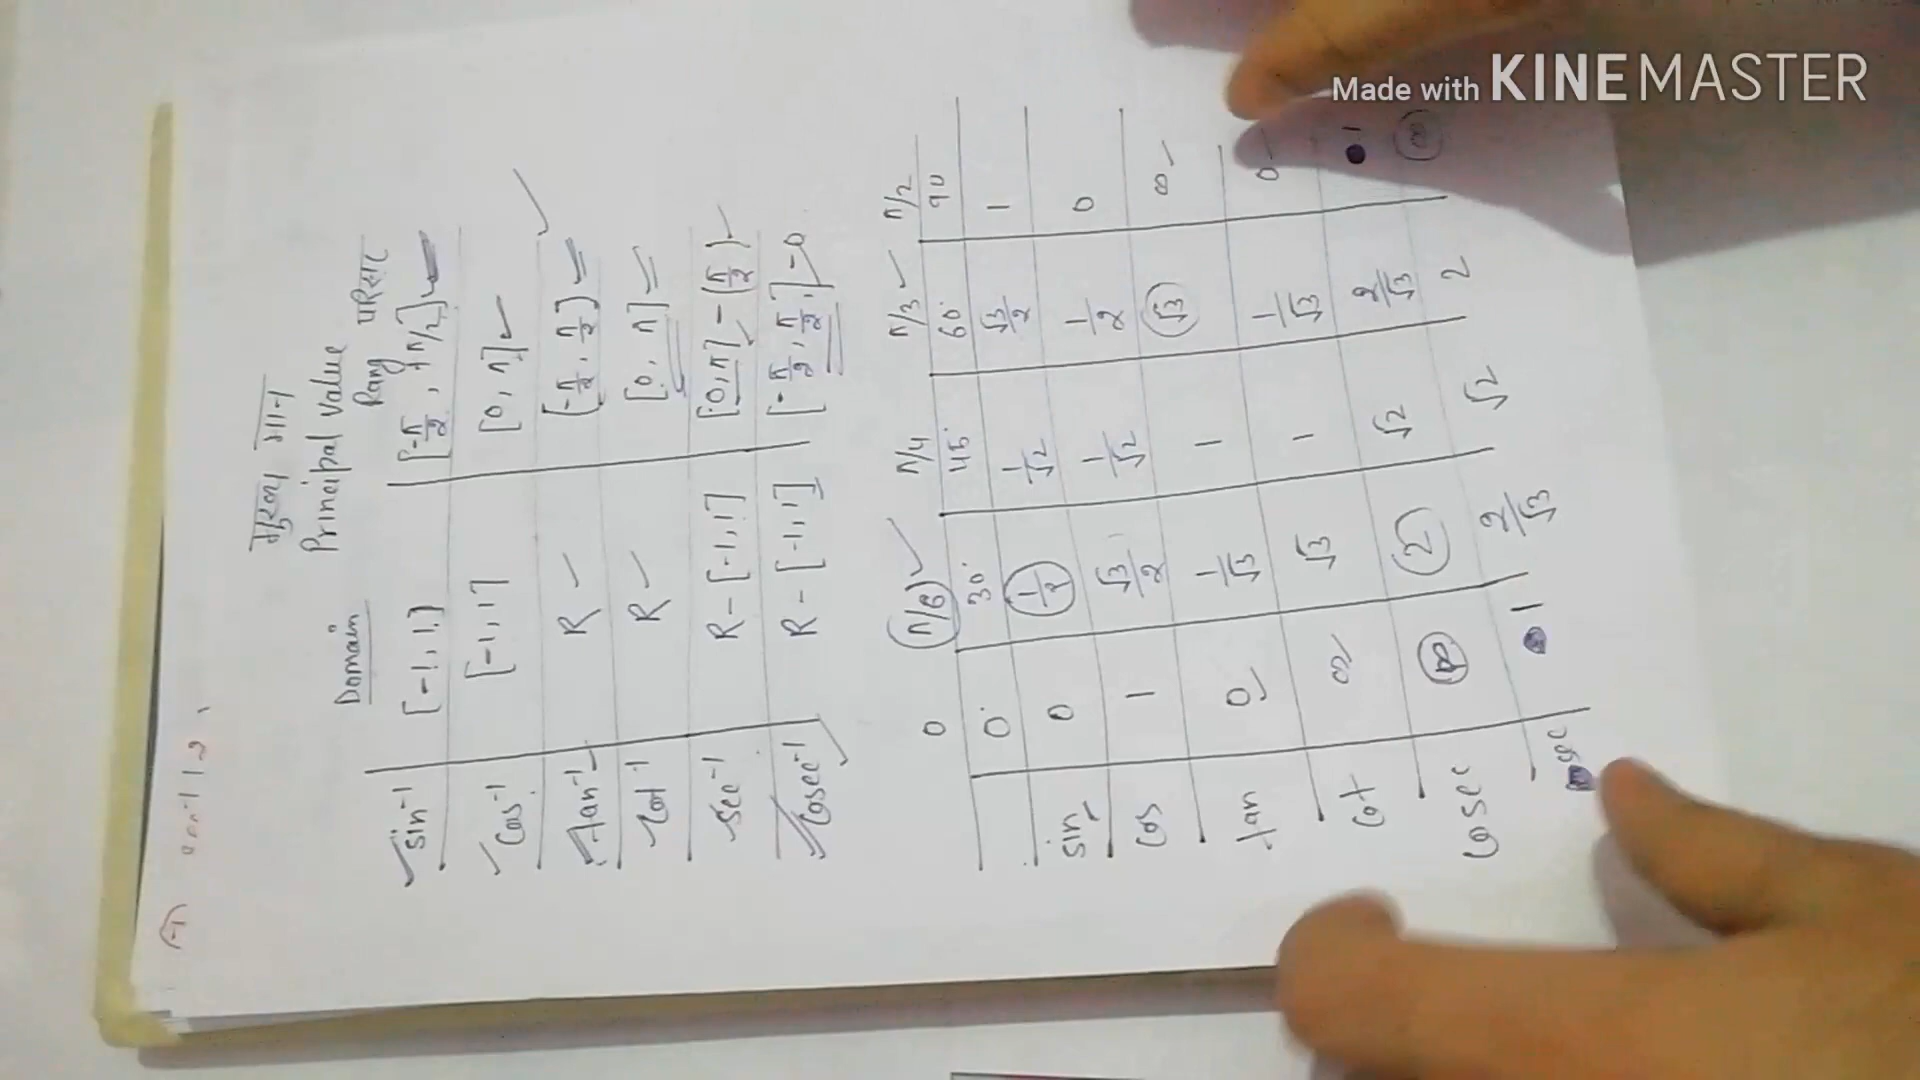 Made with KINEMASTER
मुख्य मान
Principal Value
Domain Rang परिसर
sin⁻¹ [-1, 1] [-π/2, +π/2]
cos⁻¹ [-1, 1] [0, π]
tan⁻¹ R (-π/2, π/2)
cot⁻¹ R [0, π]
sec⁻¹ R - [-1, 1] [0, π] - (π/2)
cosec⁻¹ R - [-1, 1] [-π/2, π/2] - 0
0 π/6 π/4 π/3 π/2
0° 30° 45° 60° 90
sin 0 1/2 1/√2 √3/2 1
cos 1 √3/2 1/√2 1/2 0
tan 0 1/√3 1 √3 ∞
cot ∞ √3 1 1/√3 0
cosec ∞ 2 √2 2/√3 1
sec 1 2/√3 √2 2 ∞